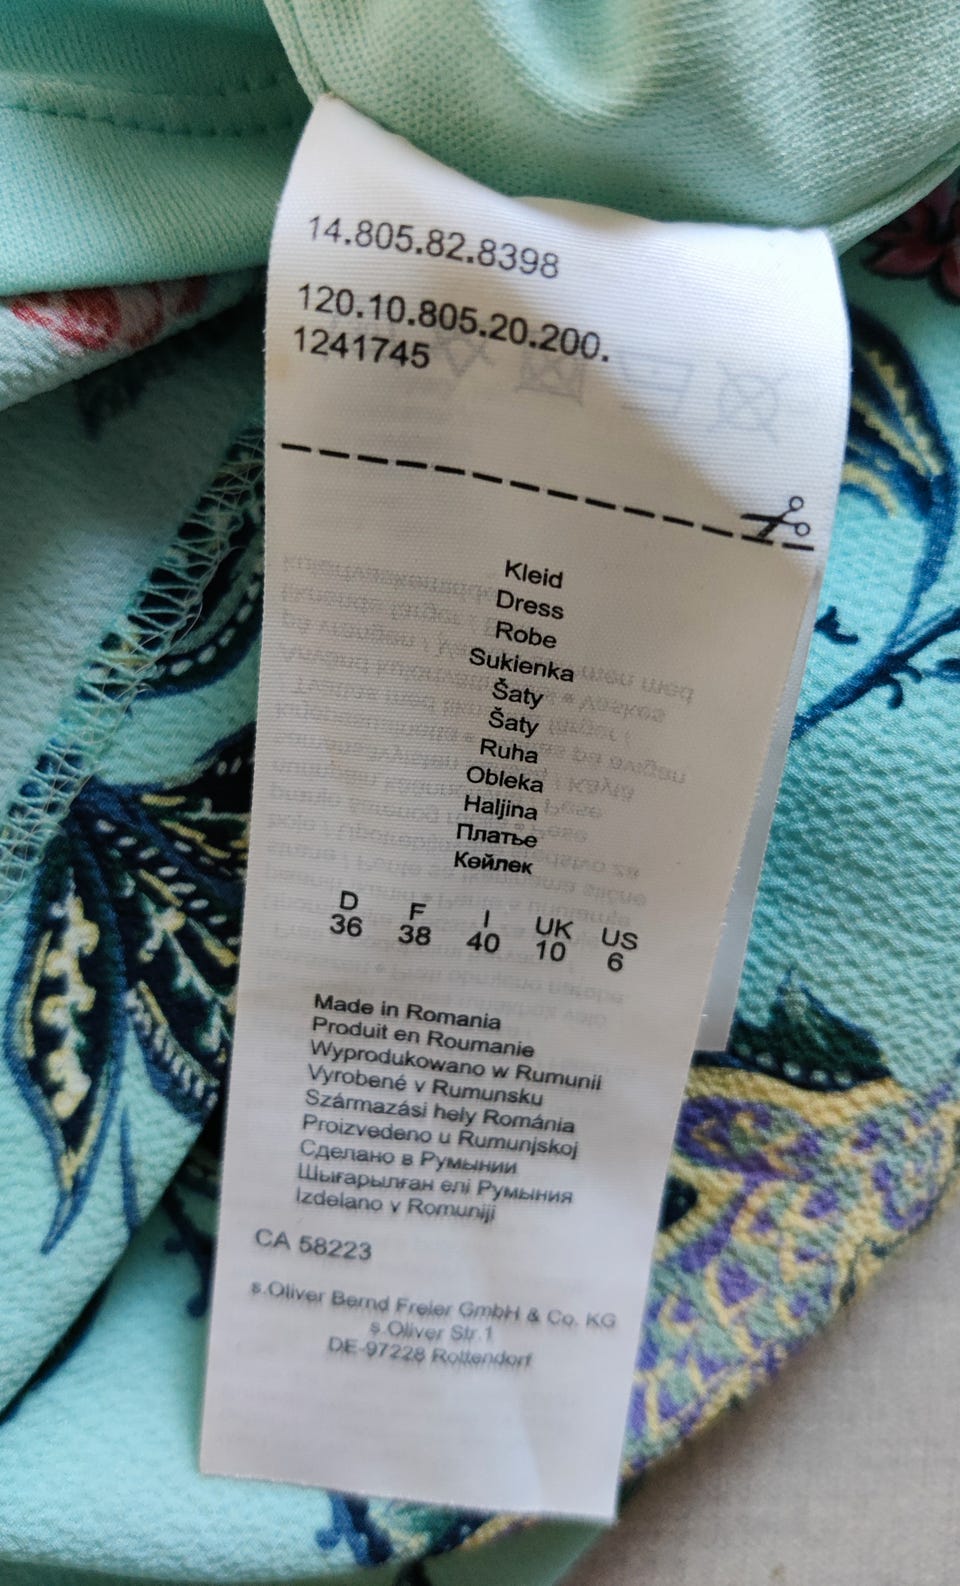 14.805.82.8398
120.10.805.20.200.
1241745
Kleid
Dress
Robe
Sukienka
Šaty
Šaty
Ruha
Obleka
Haljina
Платье
Көйлек
D F I UK US
36 38 40 10 6
Made in Romania
Produit en Roumanie
Wyprodukowano w Rumunii
Vyrobené v Rumunsku
Származási hely Románia
Proizvedeno u Rumunjskoj
Сделано в Румынии
Шығарылған елі Румыния
Izdelano v Romuniji
CA 58223
s.Oliver Bernd Freier GmbH & Co. KG
s.Oliver Str.1
DE-97228 Rottendorf